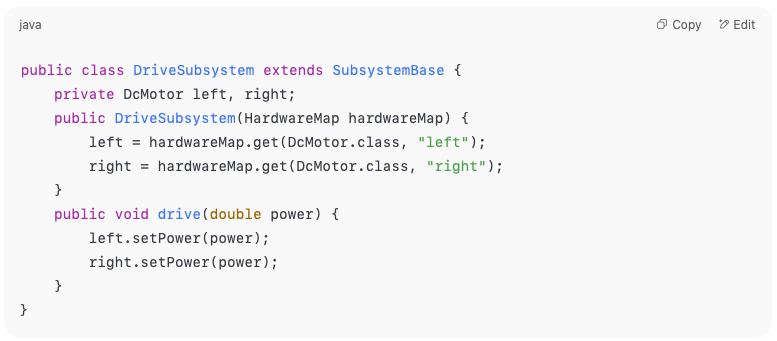 java
Copy
Edit
public class DriveSubsystem extends SubsystemBase {
    private DcMotor left, right;
    public DriveSubsystem(HardwareMap hardwareMap) {
        left = hardwareMap.get(DcMotor.class, "left");
        right = hardwareMap.get(DcMotor.class, "right");
    }
    public void drive(double power) {
        left.setPower(power);
        right.setPower(power);
    }
}